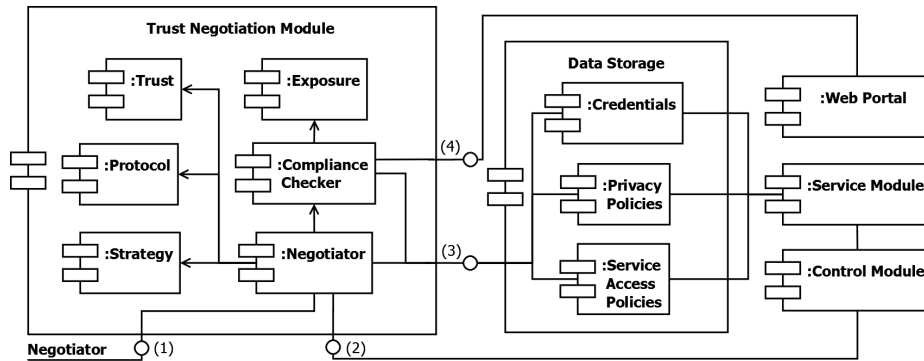 Trust Negotiation Module
:Trust
:Exposure
:Protocol
:Compliance
Checker
:Strategy
:Negotiator
Negotiator
(1)
(2)
(3)
(4)
Data Storage
:Credentials
:Privacy
Policies
:Service
Access
Policies
:Web Portal
:Service Module
:Control Module